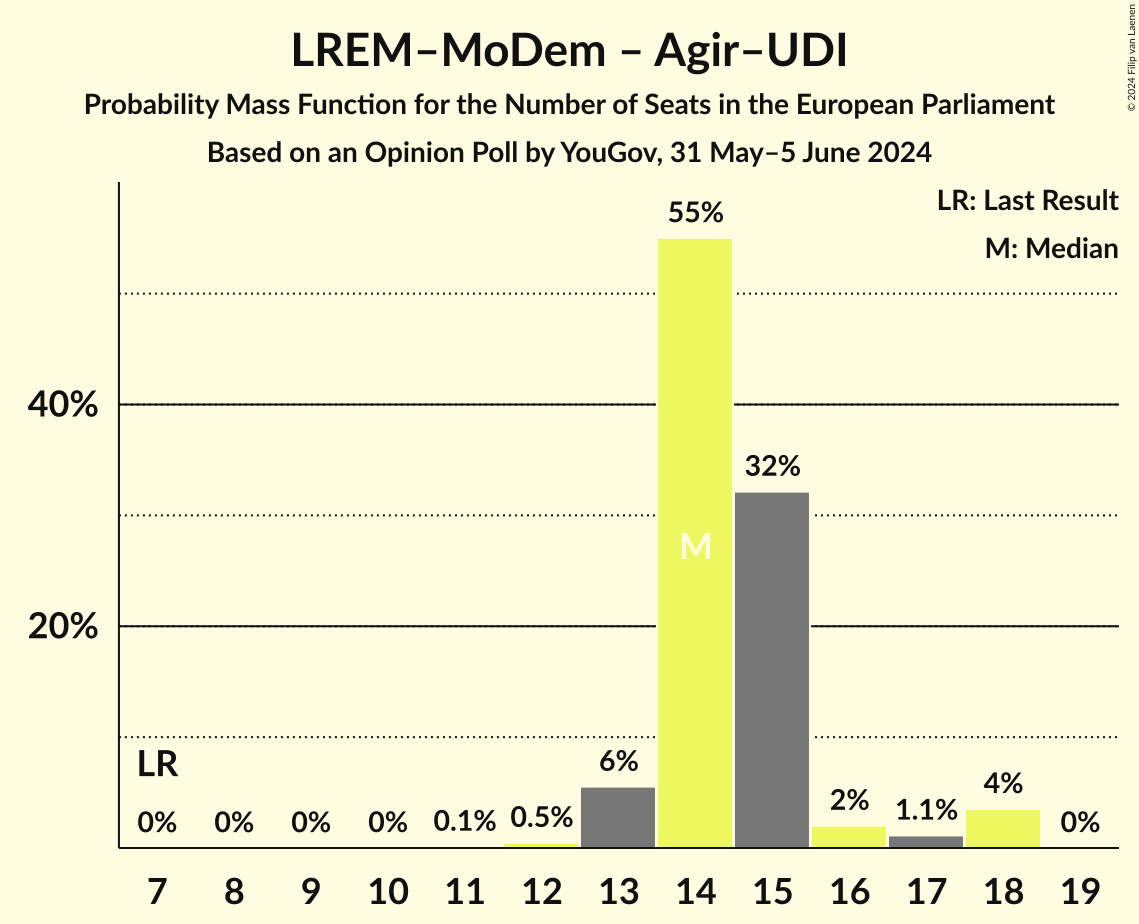 LREM–MoDem – Agir–UDI
Probability Mass Function for the Number of Seats in the European Parliament
Based on an Opinion Poll by YouGov, 31 May–5 June 2024
© 2024 Filip van Laenen
LR: Last Result
M: Median
55%
40%
32%
M
20%
LR
6%
4%
2%
1.1%
0% 0% 0% 0% 0.1% 0.5% 0%
7 8 9 10 11 12 13 14 15 16 17 18 19